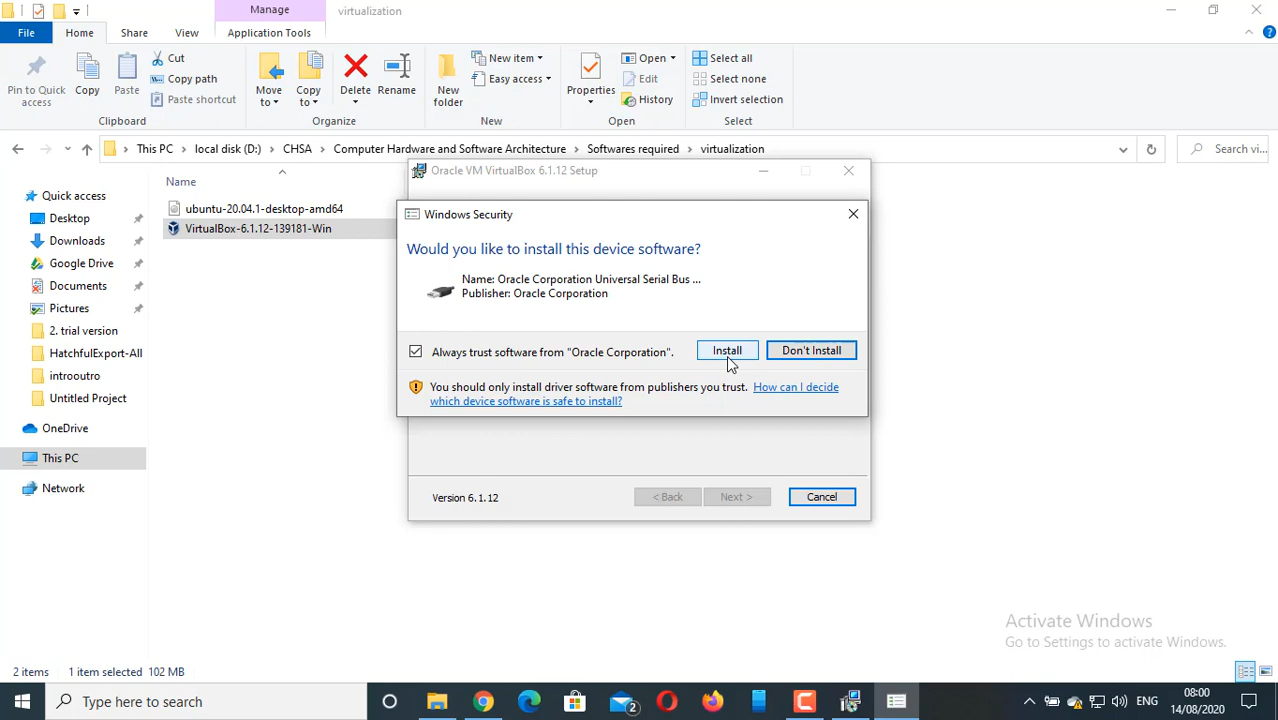 Manage
virtualization
File
Home
Share
View
Application Tools
Pin to Quick
access
Copy
Paste
Cut
Copy path
Paste shortcut
Clipboard
Move
to
Copy
to
Delete
Rename
Organize
New
folder
New item
Easy access
New
Properties
Open
Edit
History
Open
Select all
Select none
Invert selection
Select
This PC
local disk (D:)
CHSA
Computer Hardware and Software Architecture
Softwares required
virtualization
Search vi...
Name
Quick access
Desktop
Downloads
Google Drive
Documents
Pictures
2. trial version
HatchfulExport-All
introoutro
Untitled Project
OneDrive
This PC
Network
ubuntu-20.04.1-desktop-amd64
VirtualBox-6.1.12-139181-Win
Oracle VM VirtualBox 6.1.12 Setup
Windows Security
Would you like to install this device software?
Name: Oracle Corporation Universal Serial Bus ...
Publisher: Oracle Corporation
Always trust software from "Oracle Corporation".
Install
Don't Install
You should only install driver software from publishers you trust. How can I decide
which device software is safe to install?
Version 6.1.12
< Back
Next >
Cancel
Activate Windows
Go to Settings to activate Windows.
2 items
1 item selected 102 MB
Type here to search
2
ENG
08:00
14/08/2020